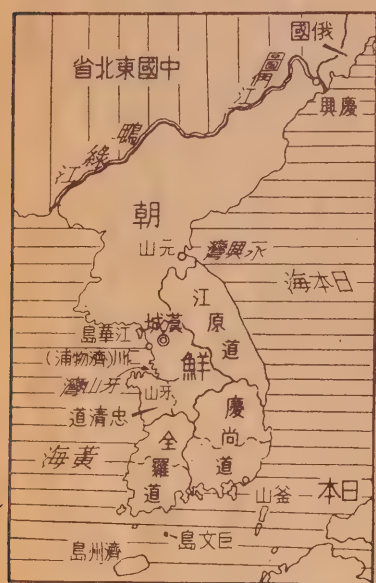 俄國
中國東北省
圖們江
慶興
鴨綠江
朝鮮
元山
永興灣
日本海
江原道
漢城
江華島
仁川(濟物浦)
牙山灣
牙山
忠清道
慶尚道
全羅道
黃海
日本
釜山
巨文島
濟州島